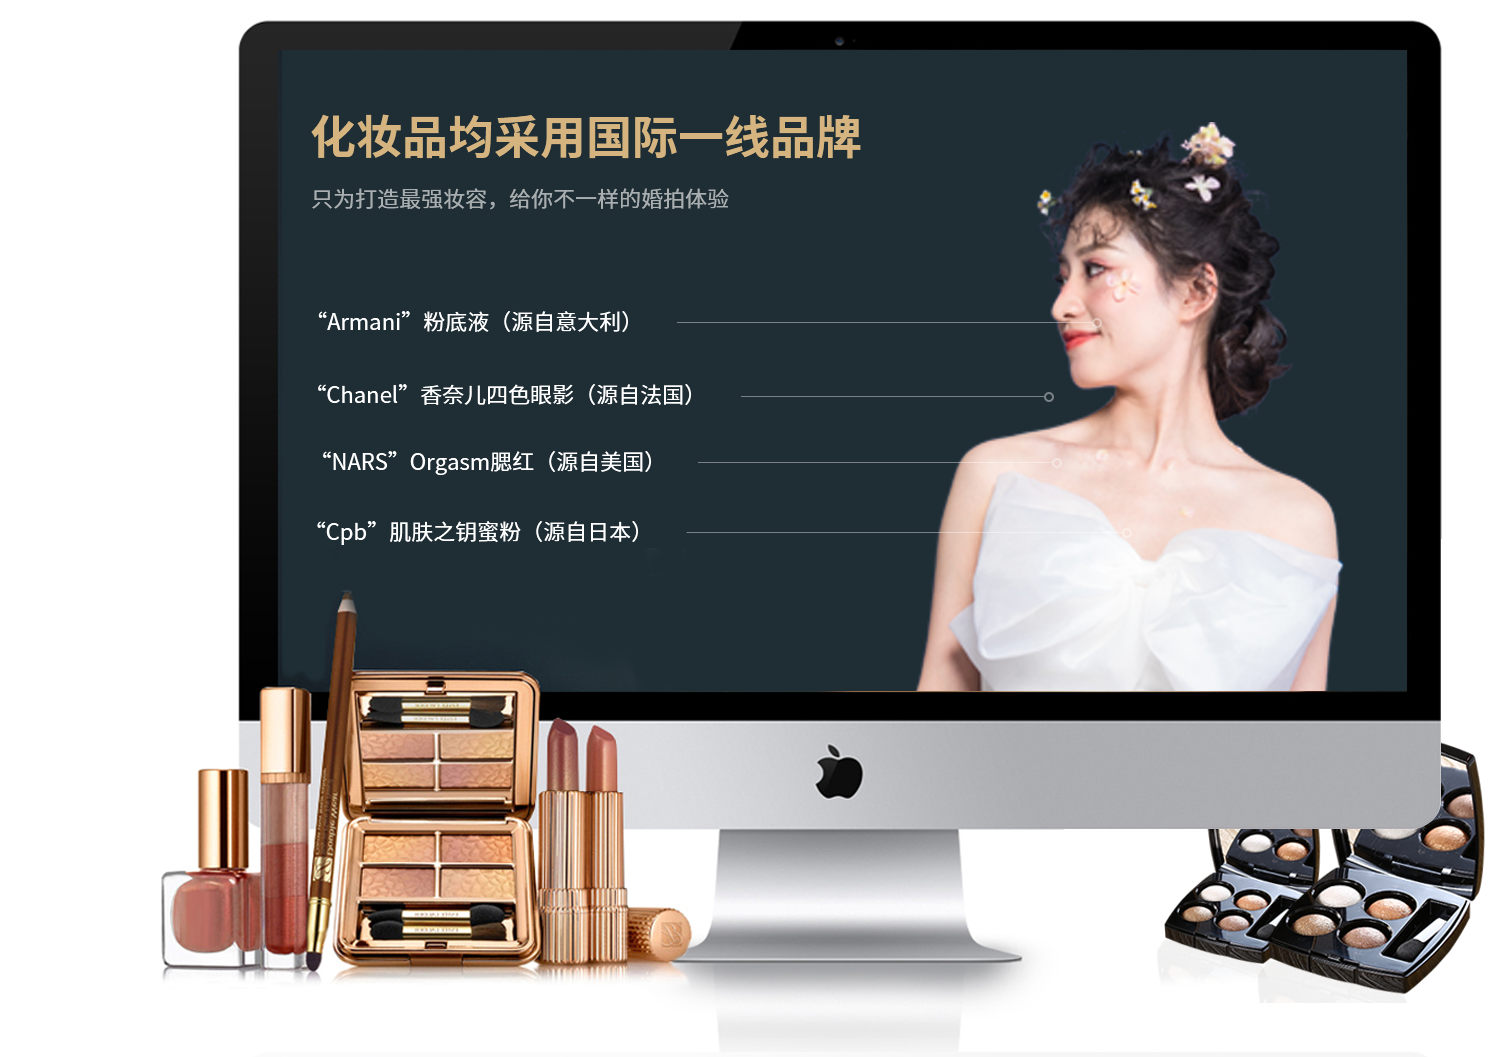 化妆品均采用国际一线品牌
只为打造最强妆容，给你不一样的婚拍体验
“Armani”粉底液（源自意大利）
“Chanel”香奈儿四色眼影（源自法国）
“NARS”Orgasm腮红（源自美国）
“Cpb”肌肤之钥蜜粉（源自日本）